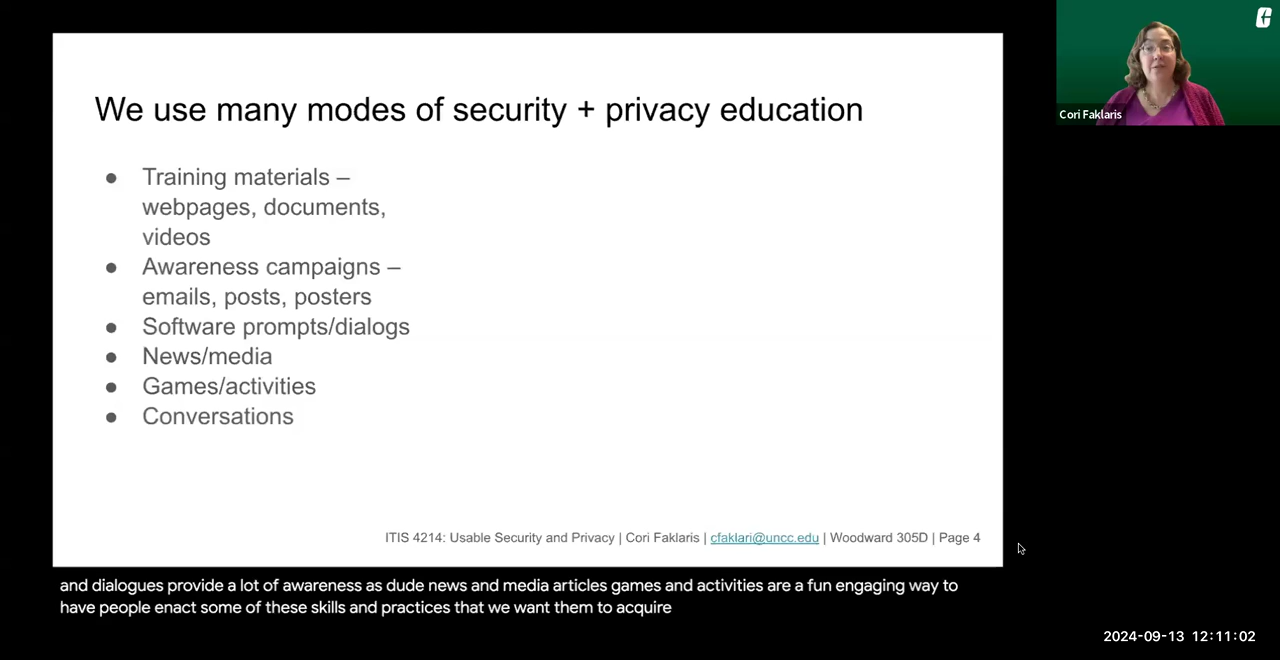 We use many modes of security + privacy education
● Training materials –
webpages, documents,
videos
● Awareness campaigns –
emails, posts, posters
● Software prompts/dialogs
● News/media
● Games/activities
● Conversations
ITIS 4214: Usable Security and Privacy | Cori Faklaris | cfaklari@uncc.edu | Woodward 305D | Page 4
Cori Faklaris
and dialogues provide a lot of awareness as dude news and media articles games and activities are a fun engaging way to
have people enact some of these skills and practices that we want them to acquire
2024-09-13 12:11:02